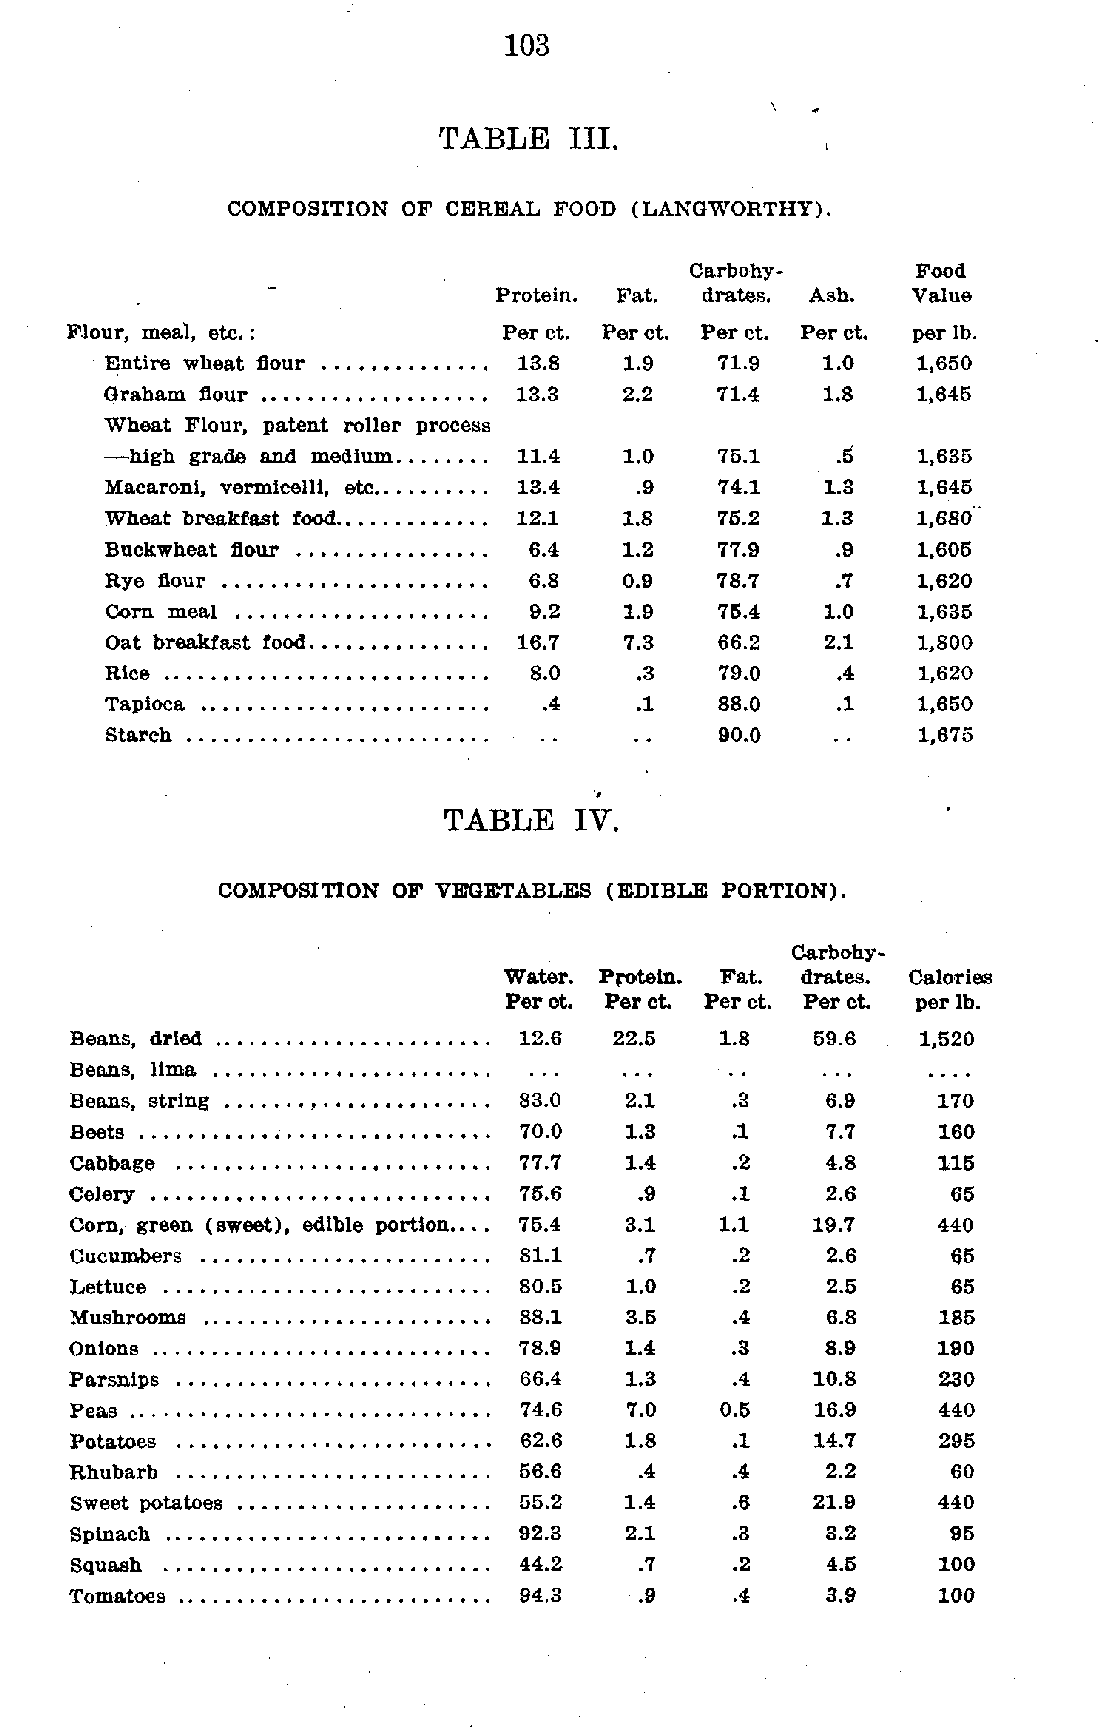 103
TABLE III.
COMPOSITION OF CEREAL FOOD (LANGWORTHY).
Carbohy- Food
Protein. Fat. drates. Ash. Value
Flour, meal, etc.: Per ct. Per ct. Per ct. Per ct. per lb.
Entire wheat flour .............. 13.8 1.9 71.9 1.0 1,650
Graham flour ................... 13.3 2.2 71.4 1.8 1,645
Wheat Flour, patent roller process
—high grade and medium........ 11.4 1.0 75.1 .5 1,635
Macaroni, vermicelli, etc.......... 13.4 .9 74.1 1.3 1,645
Wheat breakfast food............. 12.1 1.8 75.2 1.3 1,680
Buckwheat flour ................ 6.4 1.2 77.9 .9 1,605
Rye flour ...................... 6.8 0.9 78.7 .7 1,620
Corn meal ..................... 9.2 1.9 75.4 1.0 1,635
Oat breakfast food............... 16.7 7.3 66.2 2.1 1,800
Rice ........................... 8.0 .3 79.0 .4 1,620
Tapioca ........................ .4 .1 88.0 .1 1,650
Starch ......................... .. .. 90.0 .. 1,675
TABLE IV.
COMPOSITION OF VEGETABLES (EDIBLE PORTION).
Carbohy-
Water. Protein. Fat. drates. Calories
Per ct. Per ct. Per ct. Per ct. per lb.
Beans, dried ....................... 12.6 22.5 1.8 59.6 1,520
Beans, lima ....................... ... ... .. ... ....
Beans, string ...................... 83.0 2.1 .3 6.9 170
Beets ............................. 70.0 1.3 .1 7.7 160
Cabbage .......................... 77.7 1.4 .2 4.8 115
Celery ............................ 75.6 .9 .1 2.6 65
Corn, green (sweet), edible portion.... 75.4 3.1 1.1 19.7 440
Cucumbers ........................ 81.1 .7 .2 2.6 65
Lettuce ........................... 80.5 1.0 .2 2.5 65
Mushrooms ........................ 88.1 3.5 .4 6.8 185
Onions ............................ 78.9 1.4 .3 8.9 190
Parsnips .......................... 66.4 1.3 .4 10.8 230
Peas .............................. 74.6 7.0 0.5 16.9 440
Potatoes .......................... 62.6 1.8 .1 14.7 295
Rhubarb .......................... 56.6 .4 .4 2.2 60
Sweet potatoes ..................... 55.2 1.4 .6 21.9 440
Spinach ........................... 92.3 2.1 .3 3.2 95
Squash ........................... 44.2 .7 .2 4.5 100
Tomatoes .......................... 94.3 .9 .4 3.9 100